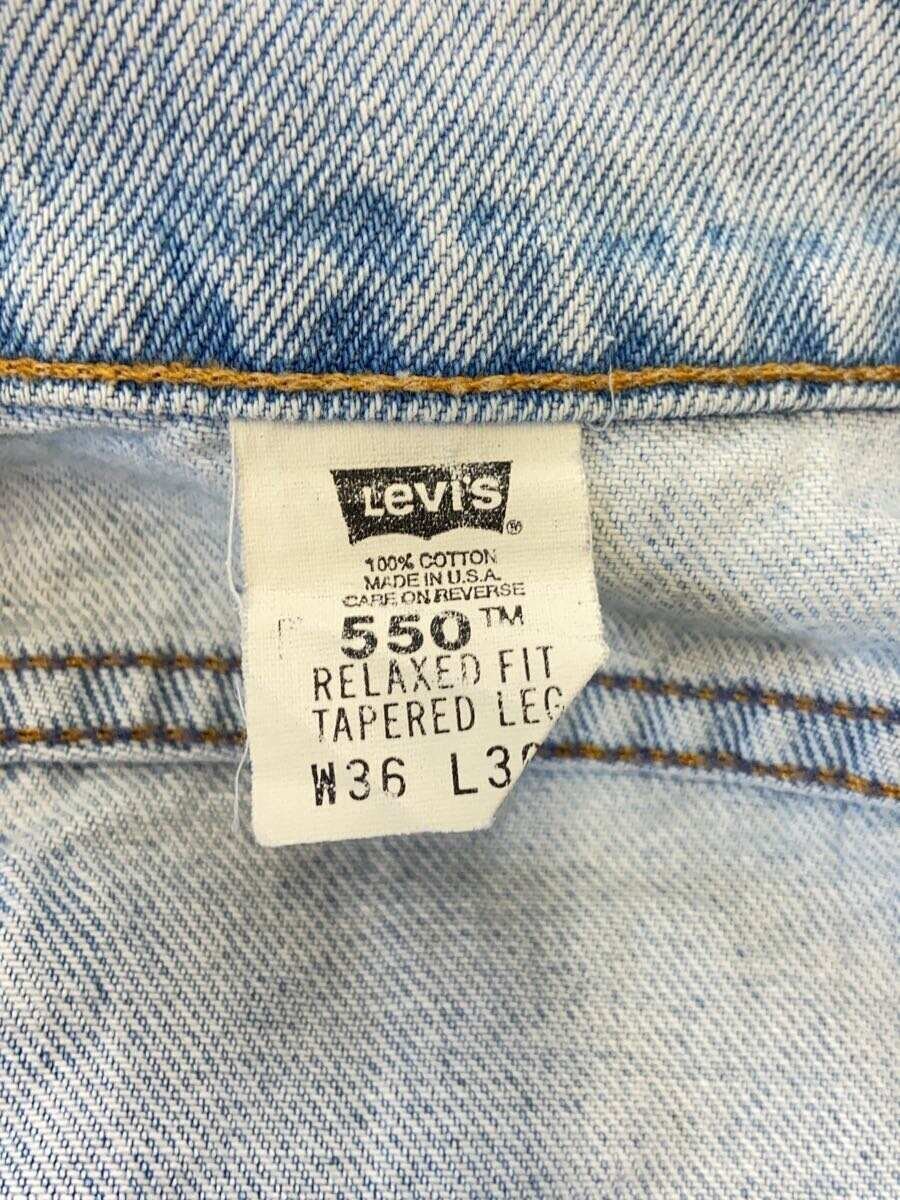 Levi's ®
100% COTTON
MADE IN U.S.A.
CARE ON REVERSE
550™
RELAXED FIT
TAPERED LEG
W36